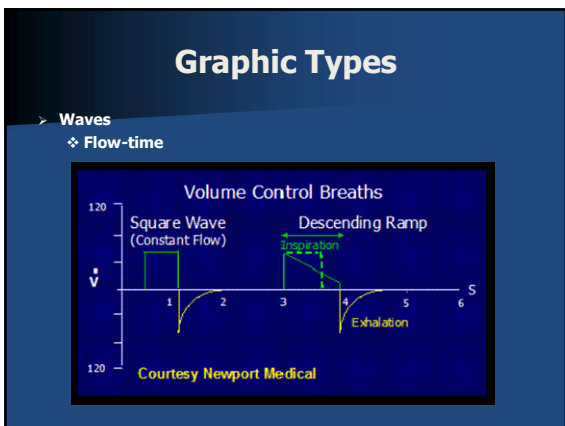 Graphic Types
➢ Waves
❖ Flow-time
Volume Control Breaths
120
Square Wave
(Constant Flow)
Descending Ramp
Inspiration
V̇
1 2 3 4 5 6 S
Exhalation
120
Courtesy Newport Medical